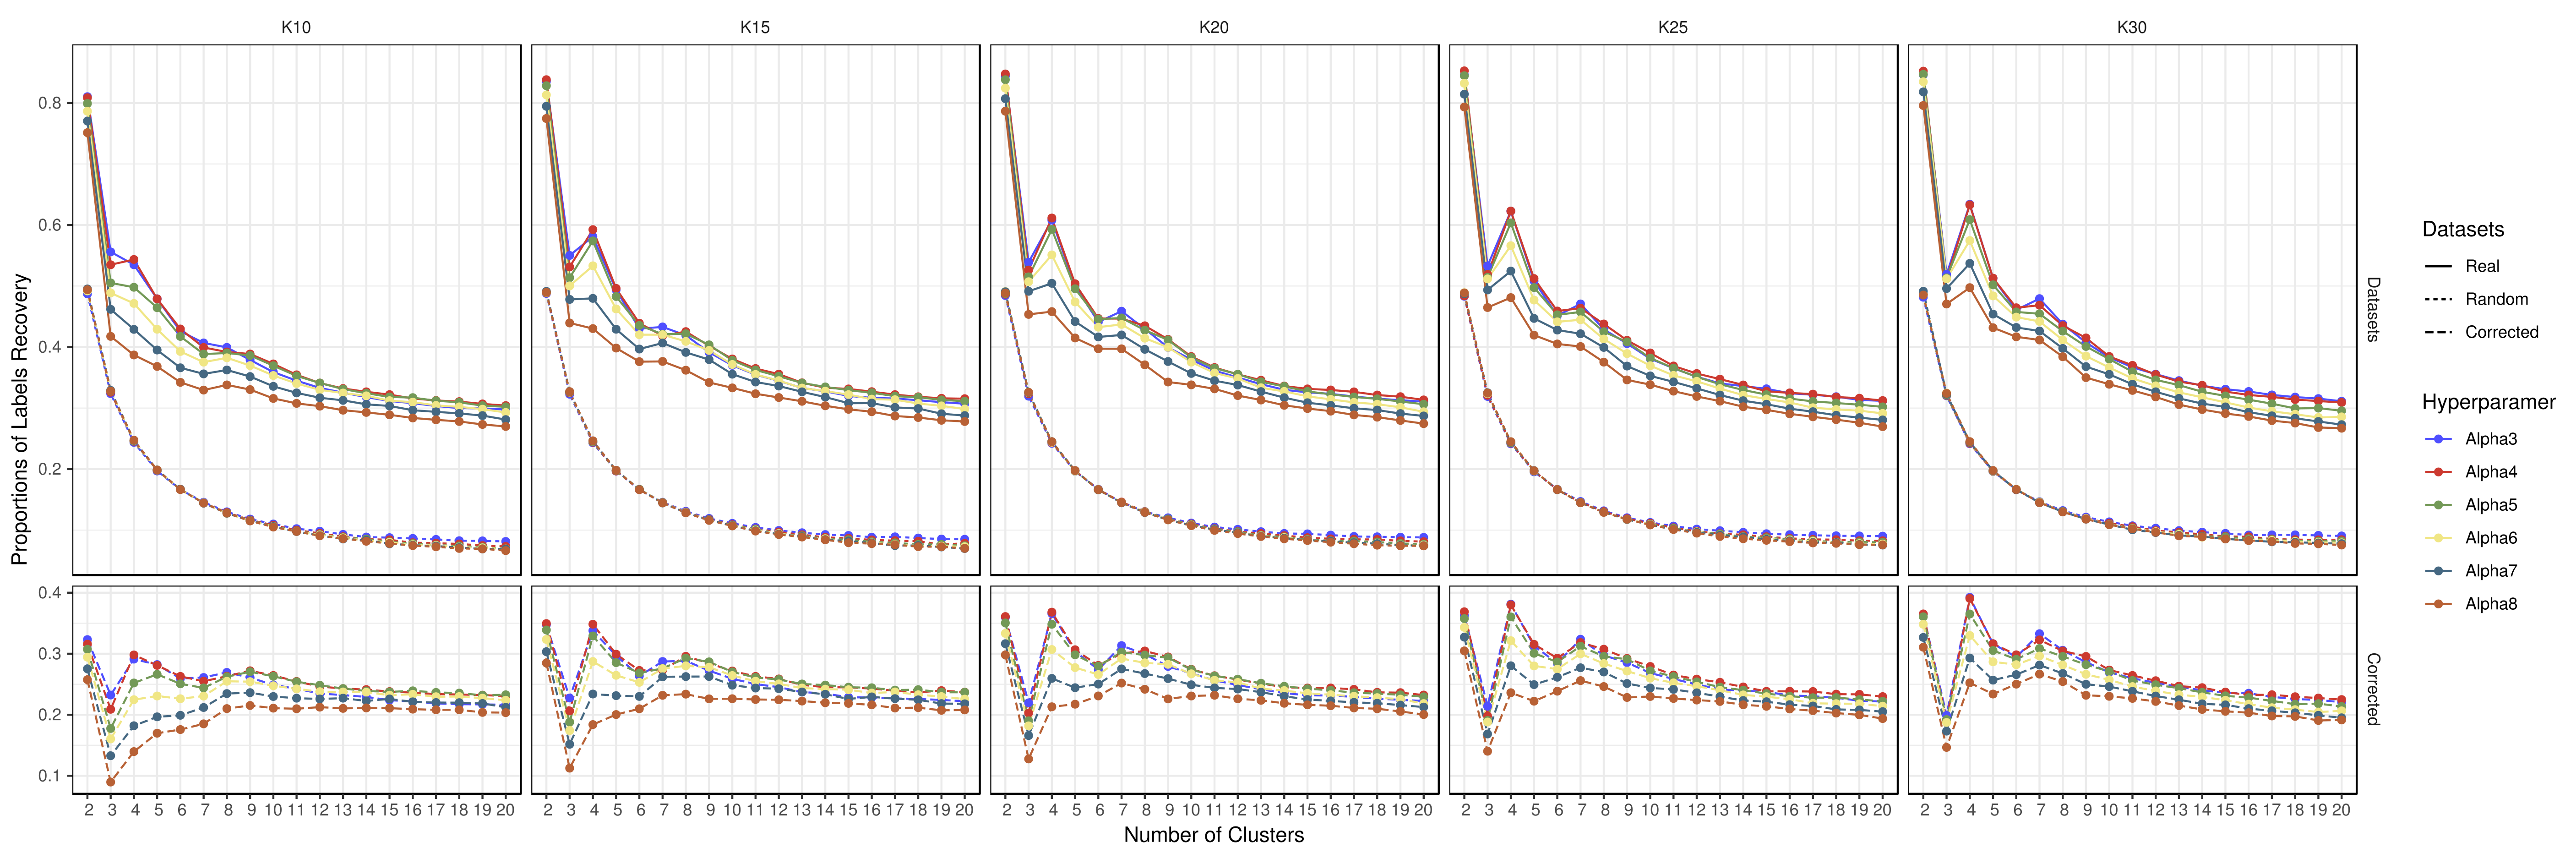 K10 K15 K20 K25 K30
Proportions of Labels Recovery
0.8
0.6
0.4
0.2
Datasets
0.4
0.3
0.2
0.1
Corrected
2 3 4 5 6 7 8 9 10 11 12 13 14 15 16 17 18 19 20
2 3 4 5 6 7 8 9 10 11 12 13 14 15 16 17 18 19 20
2 3 4 5 6 7 8 9 10 11 12 13 14 15 16 17 18 19 20
2 3 4 5 6 7 8 9 10 11 12 13 14 15 16 17 18 19 20
2 3 4 5 6 7 8 9 10 11 12 13 14 15 16 17 18 19 20
Number of Clusters
Datasets
Real
Random
Corrected
Hyperparamer
Alpha3
Alpha4
Alpha5
Alpha6
Alpha7
Alpha8